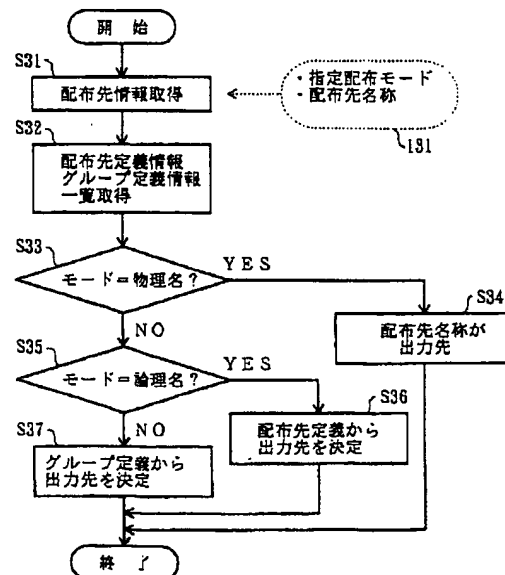 開始
S31
配布先情報取得
・指定配布モード
・配布先名称
131
S32
配布先定義情報
グループ定義情報
一覧取得
S33
モード=物理名?
YES
NO
S34
配布先名称が
出力先
S35
モード=論理名?
YES
NO
S36
配布先定義から
出力先を決定
S37
グループ定義から
出力先を決定
終了